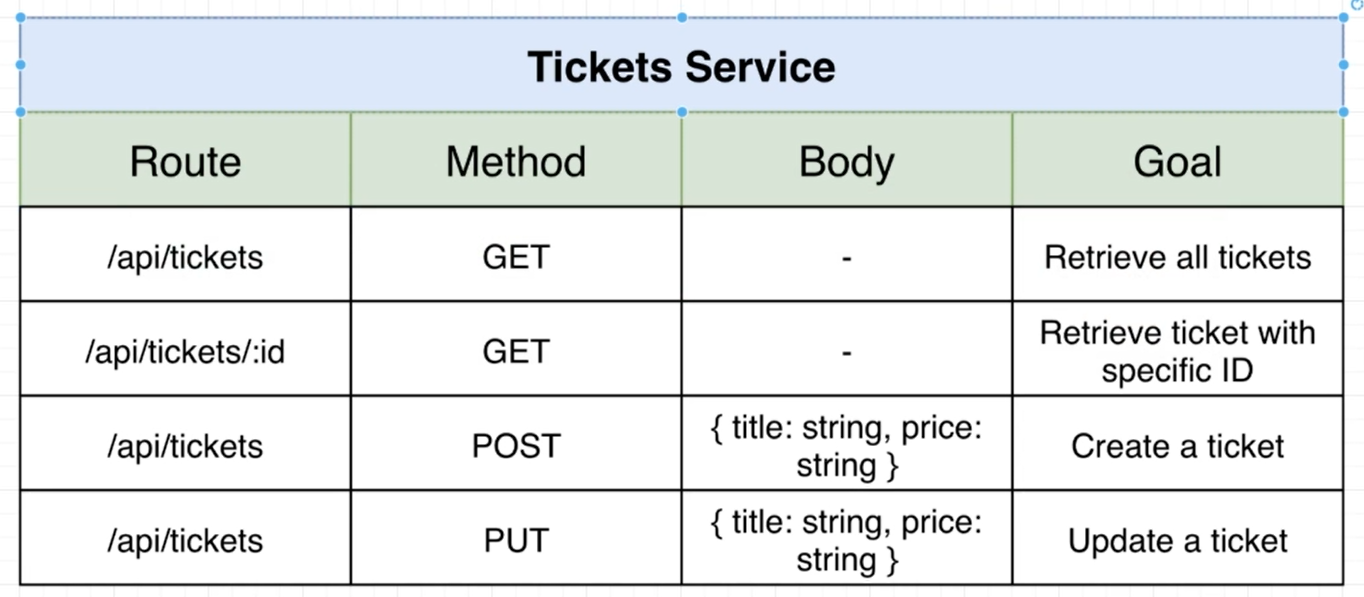 Tickets Service
Route Method Body Goal
/api/tickets GET - Retrieve all tickets
/api/tickets/:id GET - Retrieve ticket with
specific ID
/api/tickets POST { title: string, price:
string } Create a ticket
/api/tickets PUT { title: string, price:
string } Update a ticket